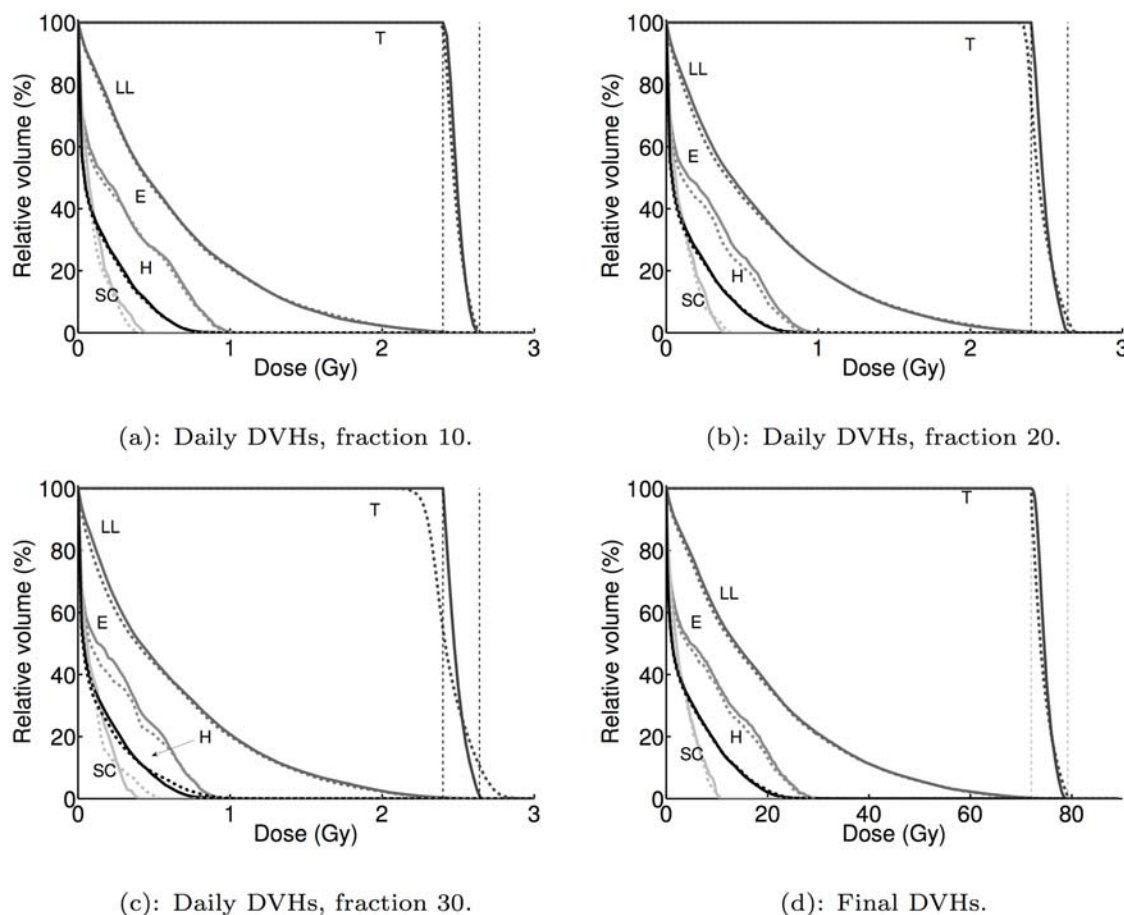 100
80
60
40
20
0
Relative volume (%)
LL
T
E
H
SC
0 1 2 3
Dose (Gy)
(a): Daily DVHs, fraction 10.
100
80
60
40
20
0
Relative volume (%)
LL
T
E
H
SC
0 1 2 3
Dose (Gy)
(b): Daily DVHs, fraction 20.
100
80
60
40
20
0
Relative volume (%)
LL
T
E
H
SC
0 1 2 3
Dose (Gy)
(c): Daily DVHs, fraction 30.
100
80
60
40
20
0
Relative volume (%)
T
LL
E
H
SC
0 20 40 60 80
Dose (Gy)
(d): Final DVHs.